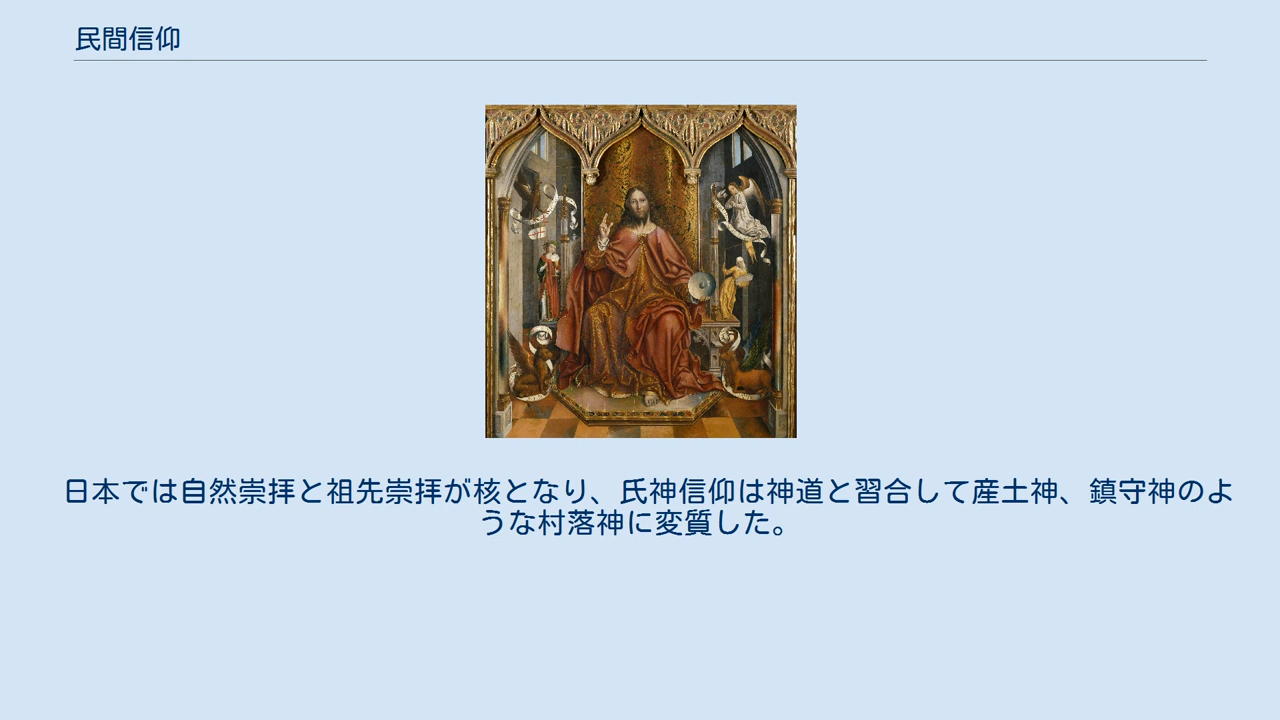 民間信仰
日本では自然崇拝と祖先崇拝が核となり、氏神信仰は神道と習合して産土神、鎮守神のよ
うな村落神に変質した。